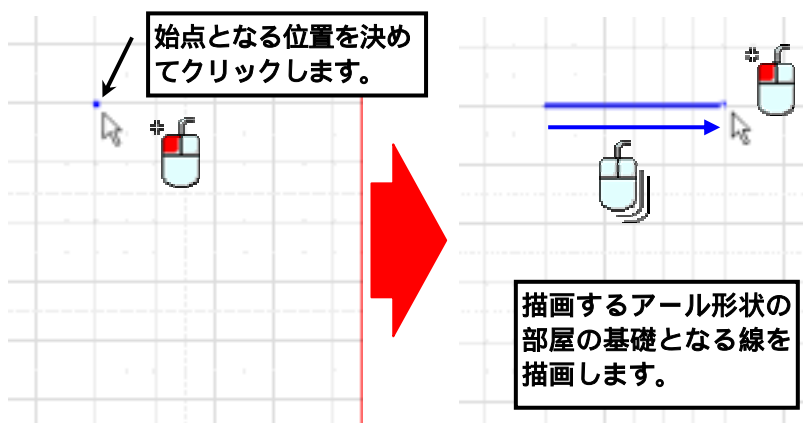 始点となる位置を決め
てクリックします。
描画するアール形状の
部屋の基礎となる線を
描画します。